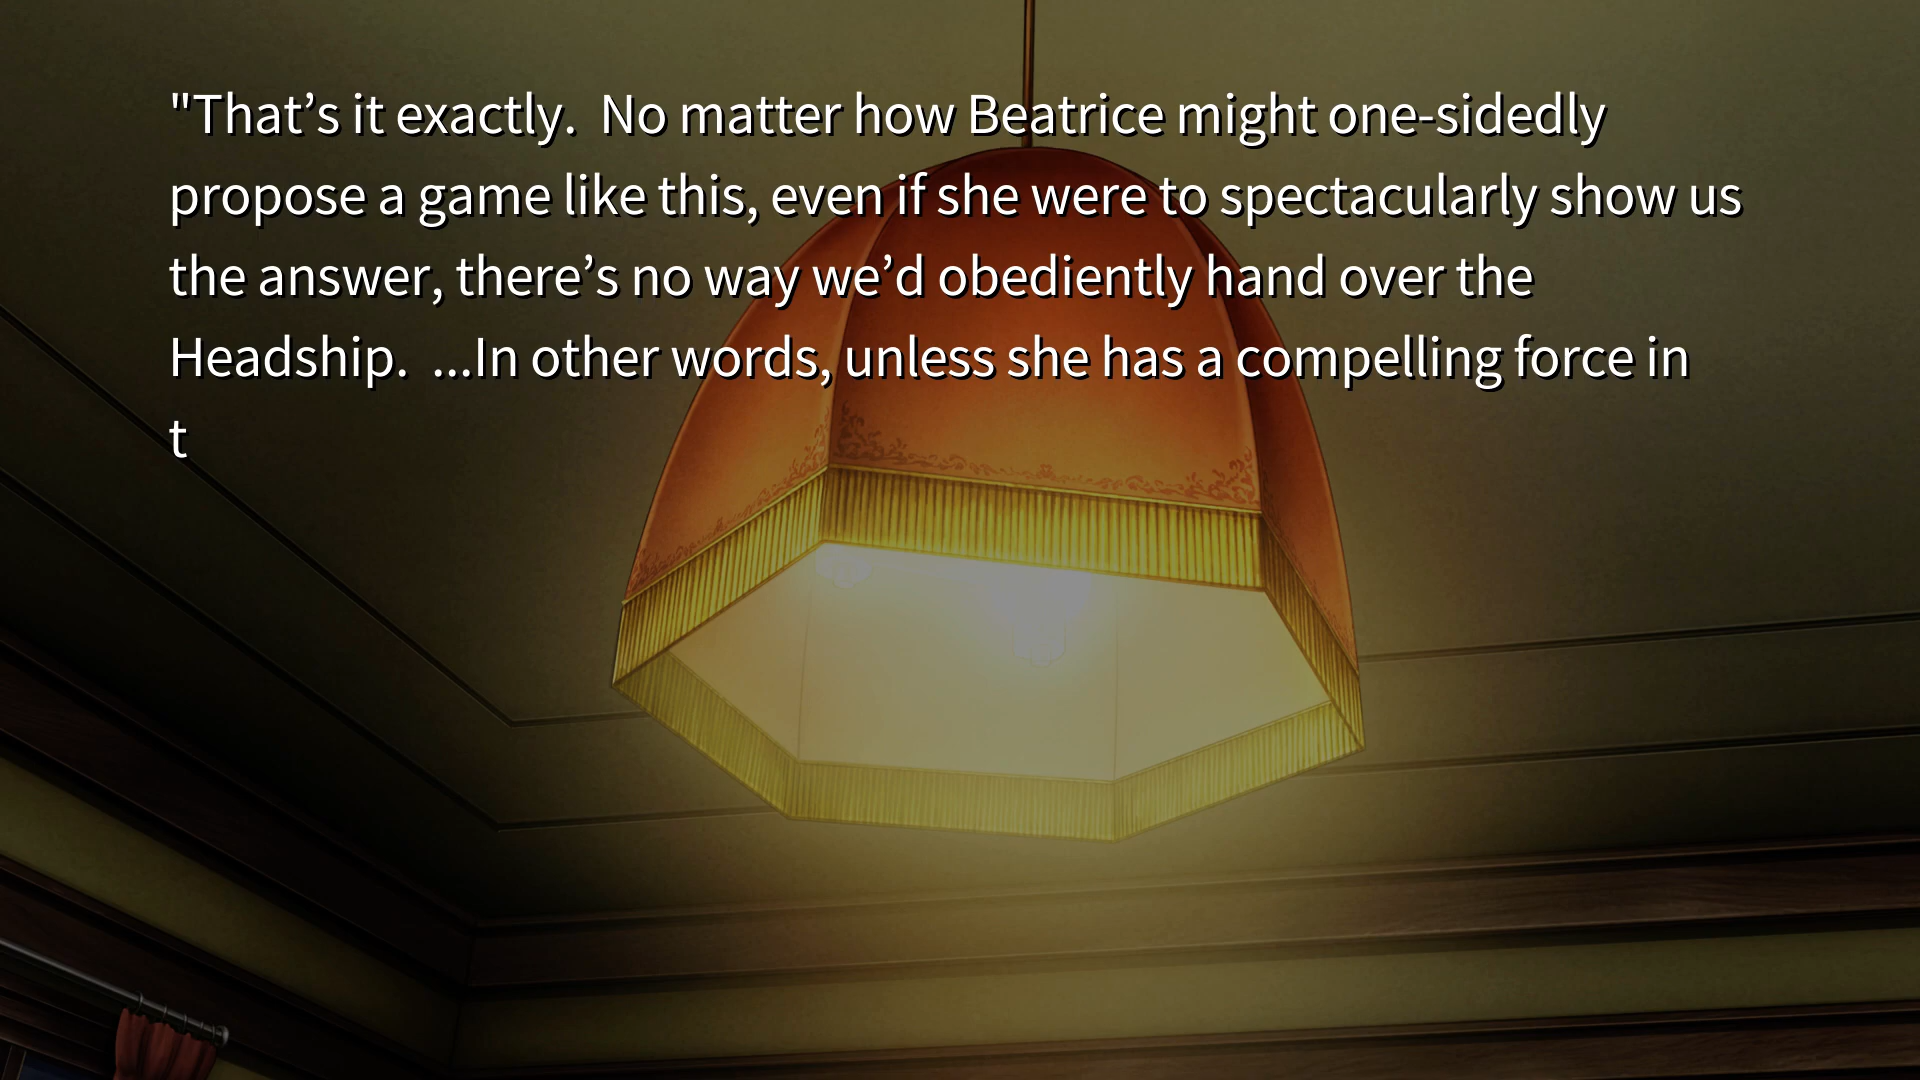 "That’s it exactly.  No matter how Beatrice might one-sidedly
propose a game like this, even if she were to spectacularly show us
the answer, there’s no way we’d obediently hand over the
Headship.  ...In other words, unless she has a compelling force in
t